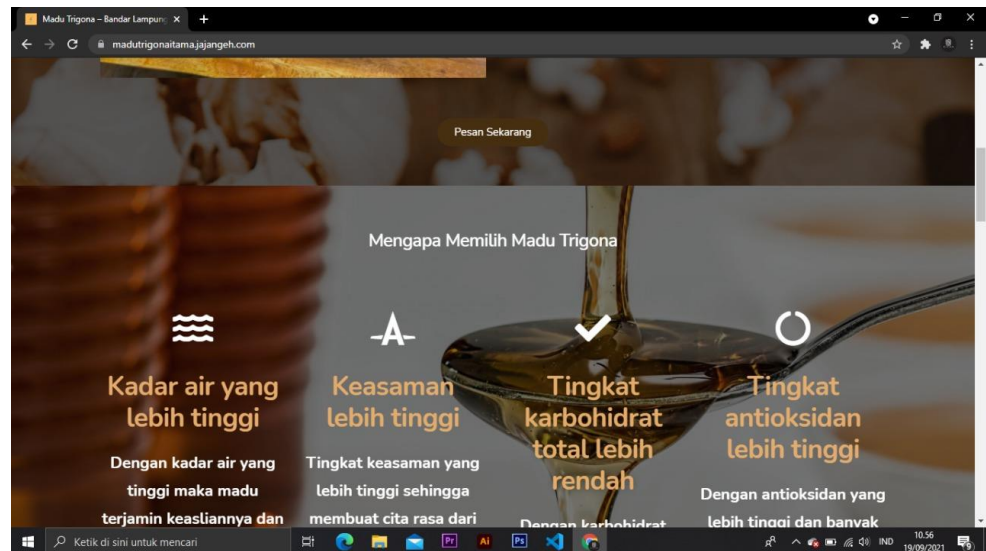 Madu Trigona – Bandar Lampung
madutrigonaitama.jajangeh.com
Pesan Sekarang
Mengapa Memilih Madu Trigona
Kadar air yang
lebih tinggi
Dengan kadar air yang
tinggi maka madu
terjamin keasliannya dan
Keasaman
lebih tinggi
Tingkat keasaman yang
lebih tinggi sehingga
membuat cita rasa dari
Tingkat
karbohidrat
total lebih
rendah
Dengan karbohidrat
Tingkat
antioksidan
lebih tinggi
Dengan antioksidan yang
lebih tinggi dan banyak
Ketik di sini untuk mencari
Pr
Ai
Ps
IND
10.56
19/09/2021